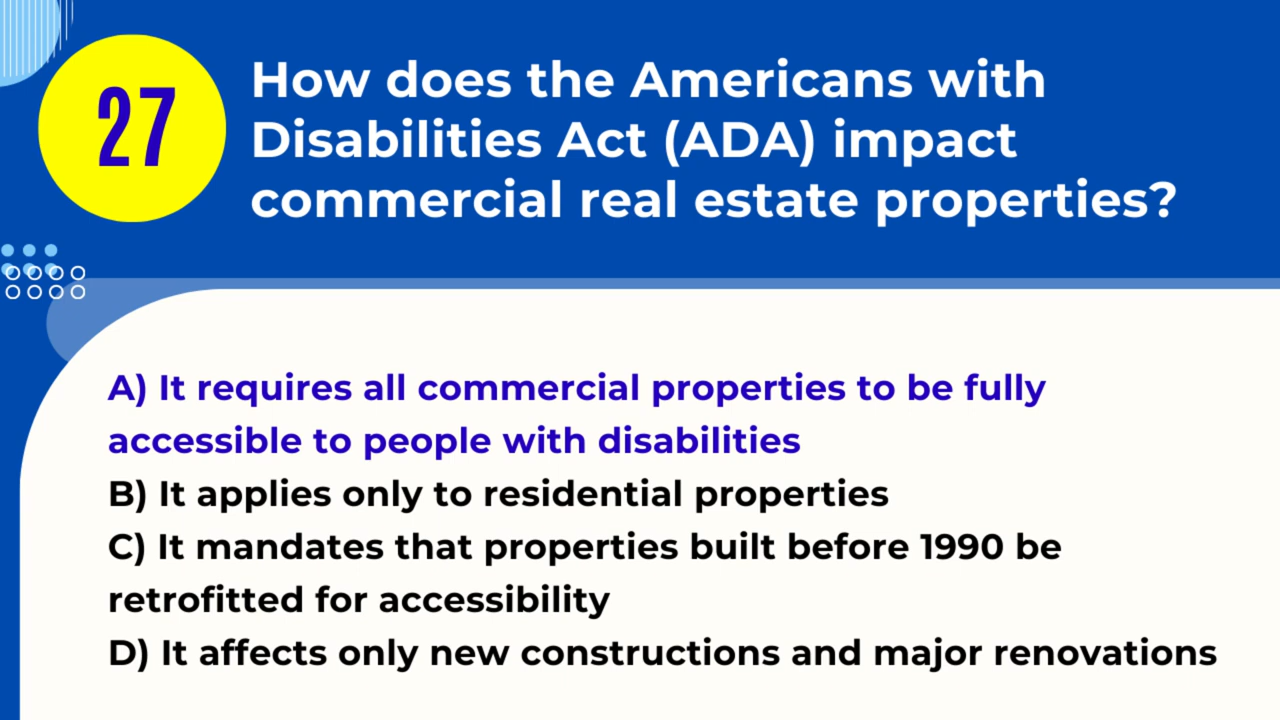 27
How does the Americans with
Disabilities Act (ADA) impact
commercial real estate properties?
A) It requires all commercial properties to be fully
accessible to people with disabilities
B) It applies only to residential properties
C) It mandates that properties built before 1990 be
retrofitted for accessibility
D) It affects only new constructions and major renovations